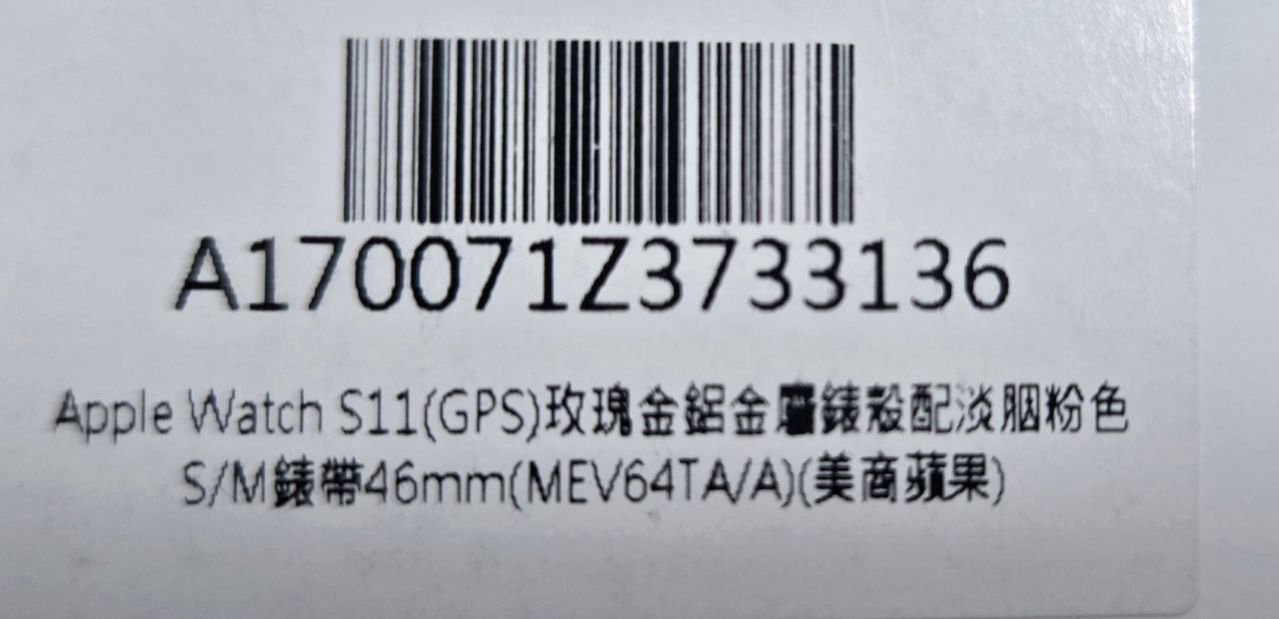 A170071Z3733136
Apple Watch S11(GPS)玫瑰金鋁金屬錶殼配淡胭粉色
S/M錶帶46mm(MEV64TA/A)(美商蘋果)